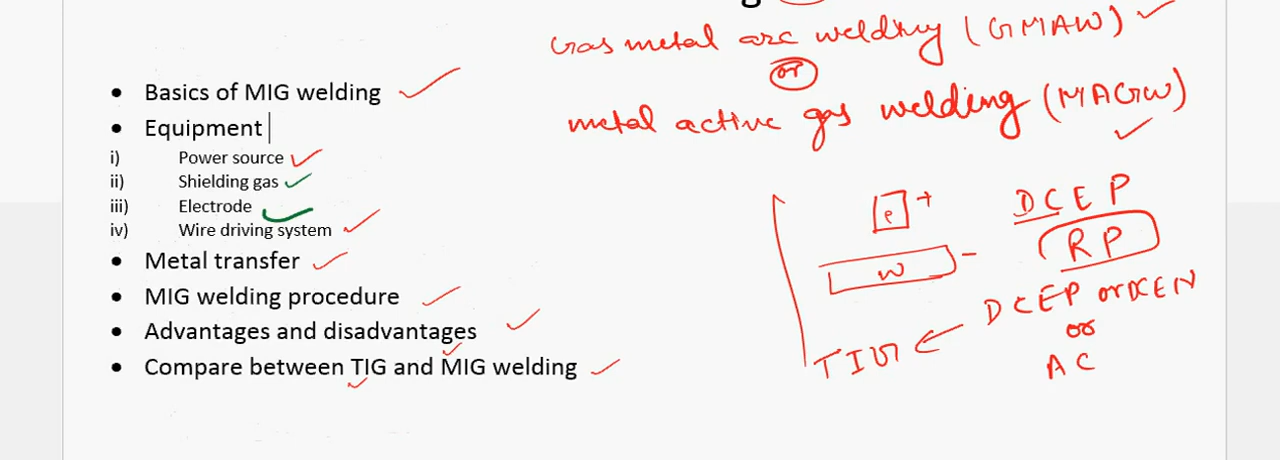 Gas metal arc welding (GMAW)
or
metal active gas welding (MAGW)
• Basics of MIG welding
• Equipment
i) Power source
ii) Shielding gas
iii) Electrode
iv) Wire driving system
• Metal transfer
• MIG welding procedure
• Advantages and disadvantages
• Compare between TIG and MIG welding
e +
W -
DCEP
RP
DCEP or DCEN
or
AC
TIG